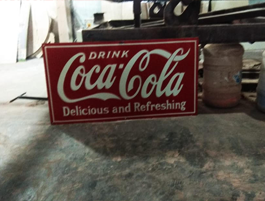 DRINK
Coca-Cola
Delicious and Refreshing